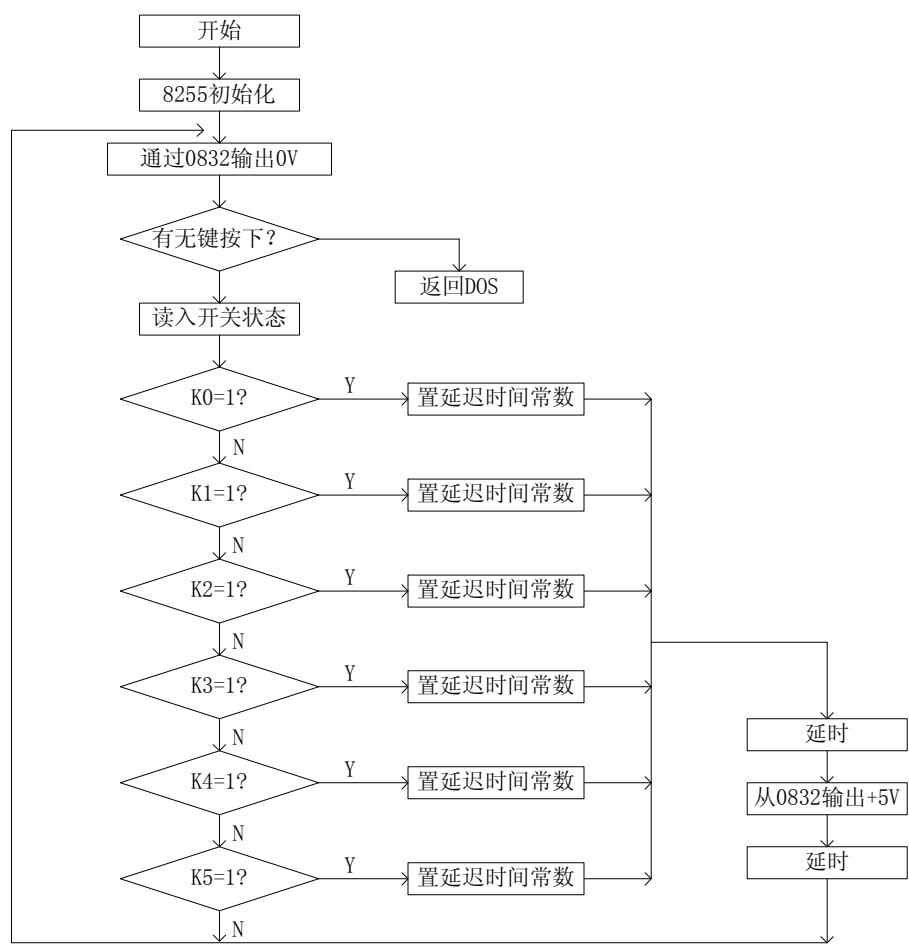 开始
8255初始化
通过0832输出0V
有无键按下?
返回DOS
读入开关状态
K0=1?
Y
置延迟时间常数
N
K1=1?
Y
置延迟时间常数
N
K2=1?
Y
置延迟时间常数
N
K3=1?
Y
置延迟时间常数
N
延时
K4=1?
Y
置延迟时间常数
从0832输出+5V
N
延时
K5=1?
Y
置延迟时间常数
N